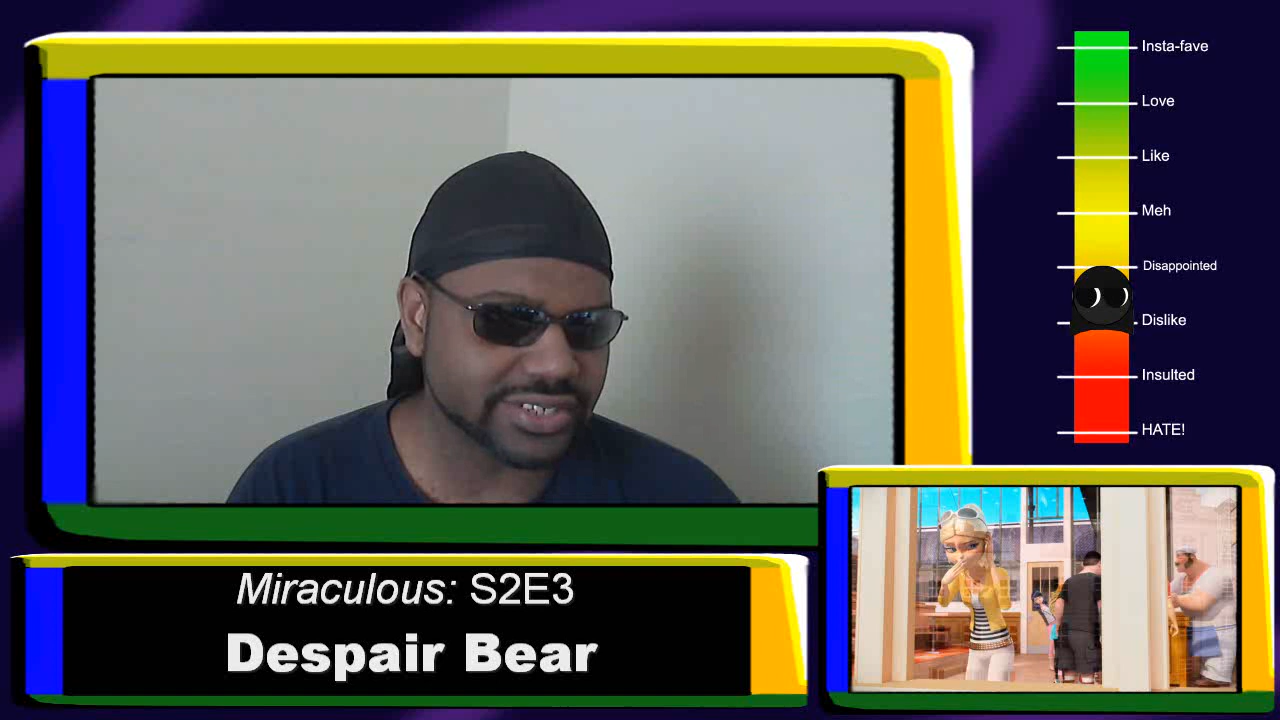 Insta-fave
Love
Like
Meh
Disappointed
Dislike
Insulted
HATE!
Miraculous: S2E3
Despair Bear